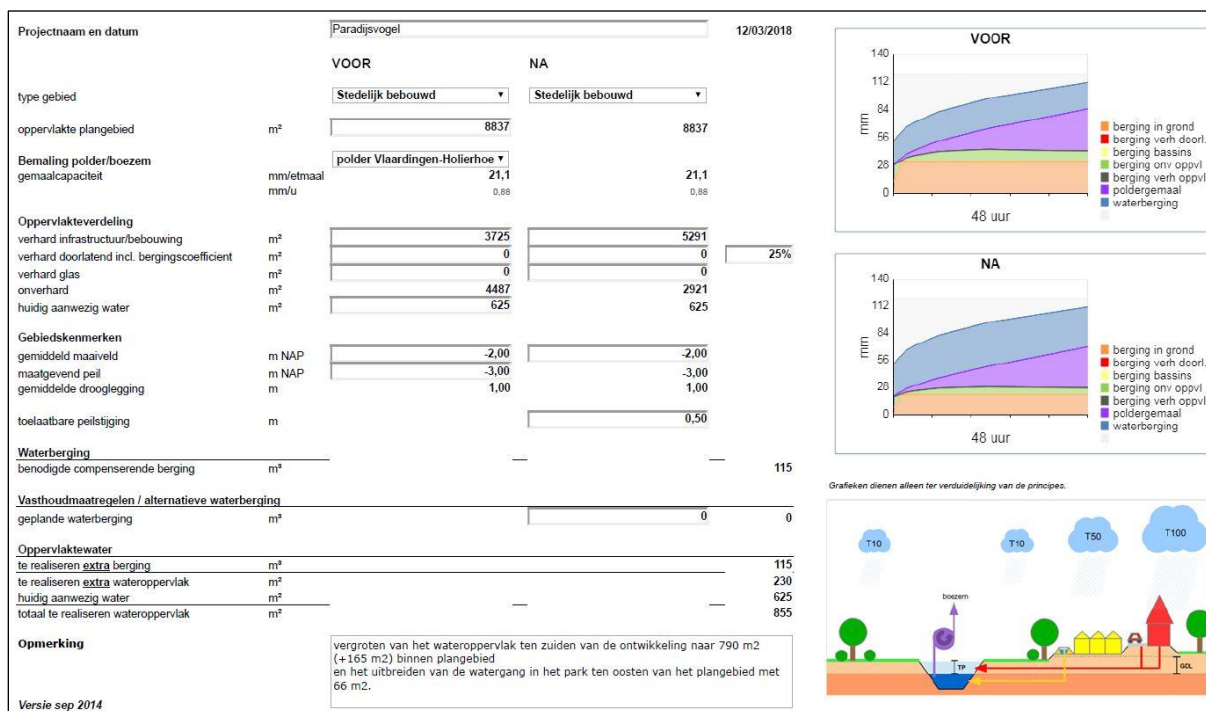 Projectnaam en datum Paradijsvogel 12/03/2018
VOOR NA
type gebied Stedelijk bebouwd Stedelijk bebouwd
oppervlakte plangebied m² 8837 8837
Bemaling polder/boezem polder Vlaardingen-Holierhoe
gemaalcapaciteit mm/etmaal 21,1 21,1
mm/u 0,88 0,88
Oppervlakteverdeling
verhard infrastructuur/bebouwing m² 3725 5291
verhard doorlatend incl. bergingscoefficient m² 0 0 25%
verhard glas m² 0 0
onverhard m² 4487 2921
huidig aanwezig water m² 625 625
Gebiedskenmerken
gemiddeld maaiveld m NAP -2,00 -2,00
maatgevend peil m NAP -3,00 -3,00
gemiddelde drooglegging m 1,00 1,00
toelaatbare peilstijging m 0,50
Waterberging
benodigde compenserende berging m³ 115
Vasthoudmaatregelen / alternatieve waterberging
geplande waterberging m³ 0 0
Oppervlaktewater
te realiseren extra berging m³ 115
te realiseren extra wateroppervlak m² 230
huidig aanwezig water m² 625
totaal te realiseren wateroppervlak m² 855
Opmerking
vergroten van het wateroppervlak ten zuiden van de ontwikkeling naar 790 m2
(+165 m2) binnen plangebied
en het uitbreiden van de watergang in het park ten oosten van het plangebied met
66 m2.
Versie sep 2014
VOOR
140
112
84
56
28
0
mm
48 uur
berging in grond
berging verh doorl.
berging bassins
berging onv oppvl
berging verh oppvl
poldergemaal
waterberging
NA
140
112
84
56
28
0
mm
48 uur
berging in grond
berging verh doorl.
berging bassins
berging onv oppvl
berging verh oppvl
poldergemaal
waterberging
Grafieken dienen alleen ter verduidelijking van de principes.
T10 T10 T50 T100
boezem
TP
GDL